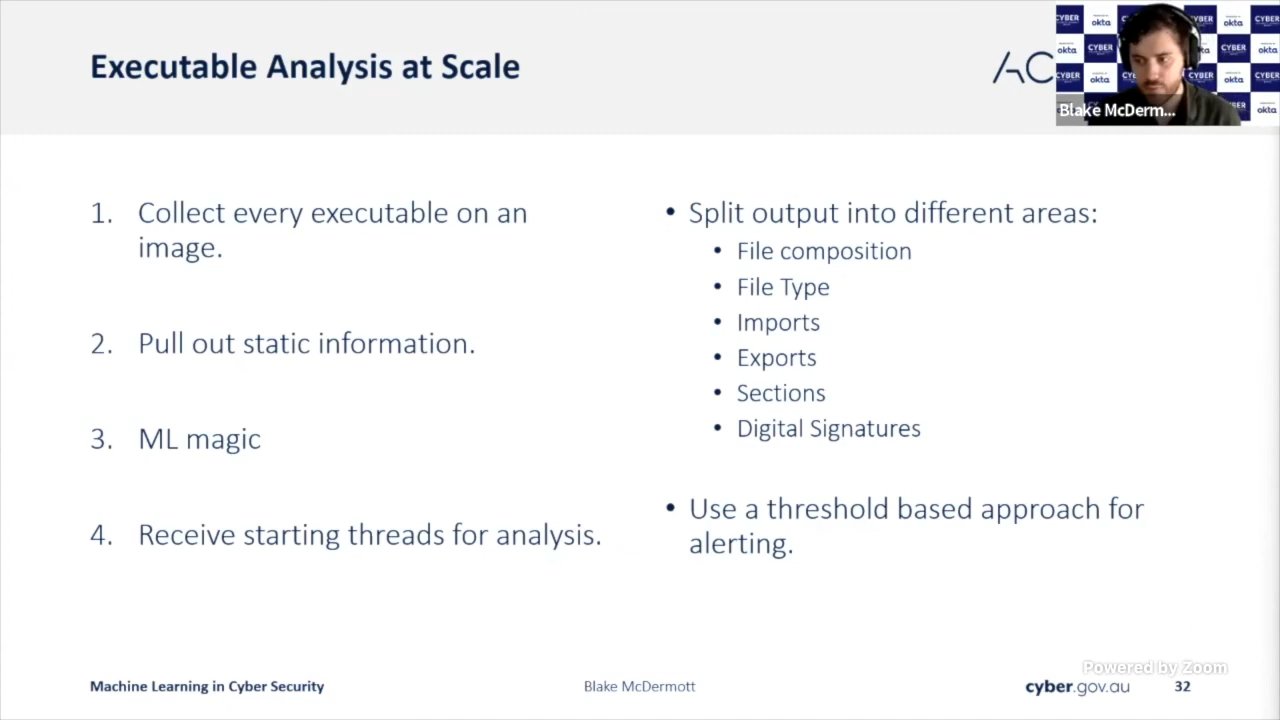 Executable Analysis at Scale
AC
Blake McDerm...
1. Collect every executable on an
image.
2. Pull out static information.
3. ML magic
4. Receive starting threads for analysis.
• Split output into different areas:
• File composition
• File Type
• Imports
• Exports
• Sections
• Digital Signatures
• Use a threshold based approach for
alerting.
Powered by Zoom
Machine Learning in Cyber Security
Blake McDermott
cyber.gov.au
32